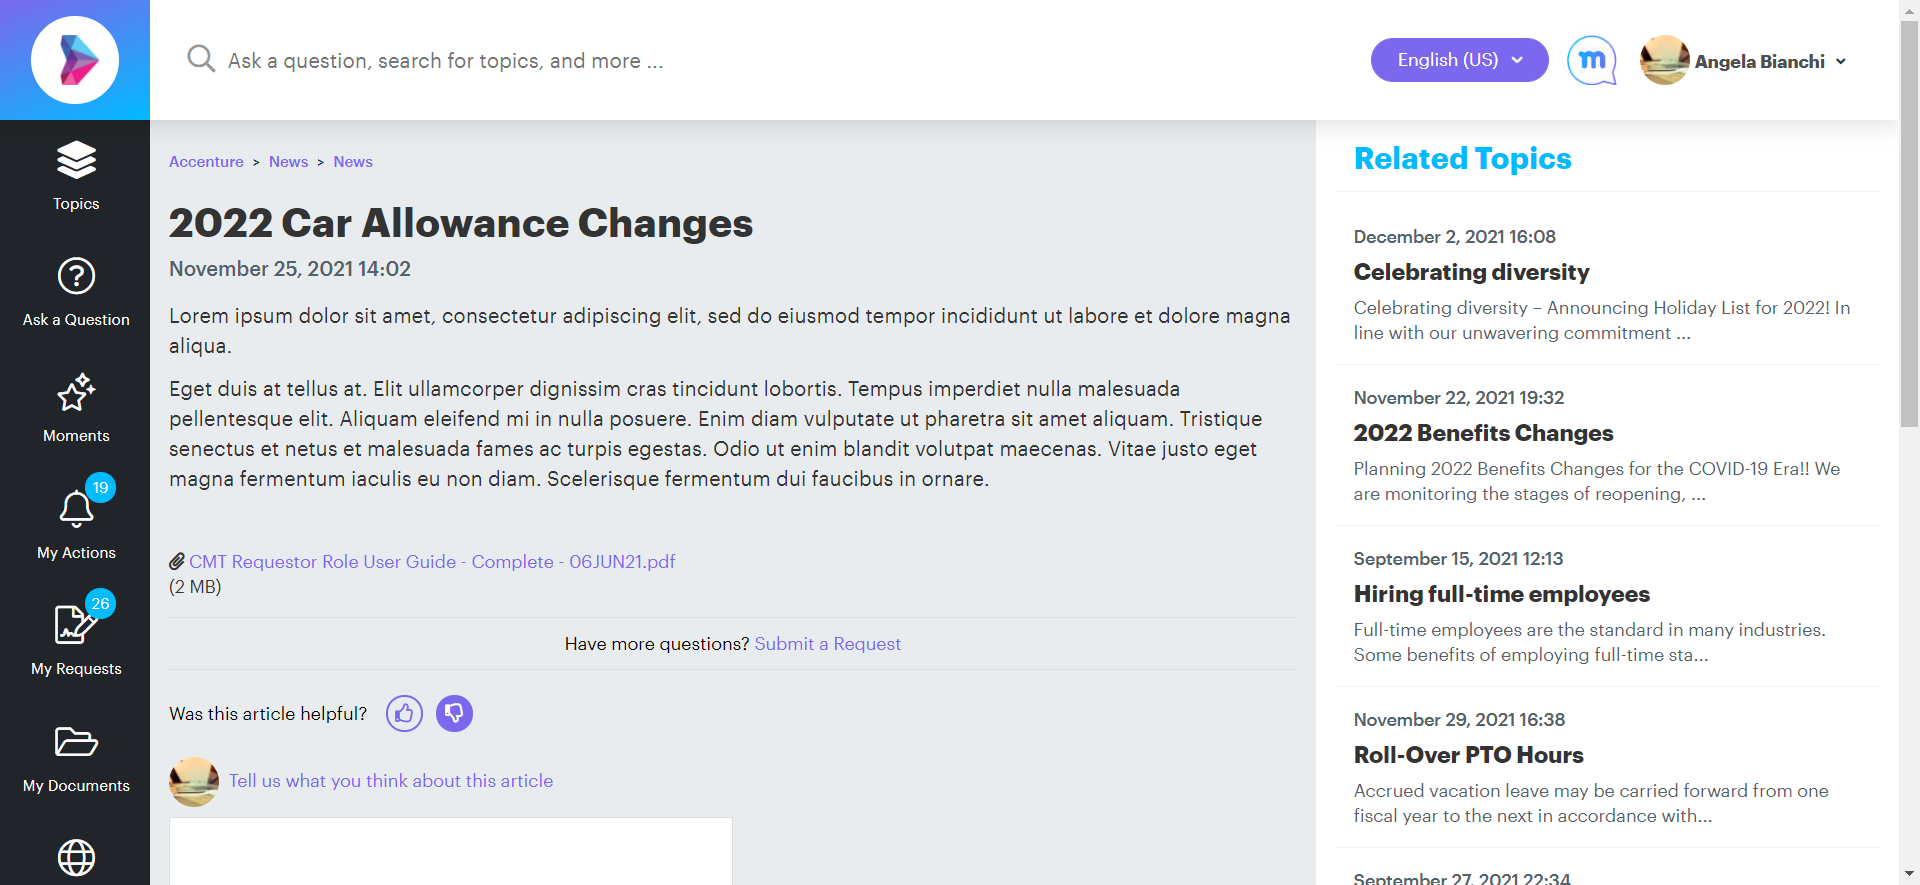 Ask a question, search for topics, and more ...
English (US)
m
Angela Bianchi
Topics
Ask a Question
Moments
19
My Actions
26
My Requests
My Documents
Accenture > News > News
2022 Car Allowance Changes
November 25, 2021 14:02
Lorem ipsum dolor sit amet, consectetur adipiscing elit, sed do eiusmod tempor incididunt ut labore et dolore magna
aliqua.
Eget duis at tellus at. Elit ullamcorper dignissim cras tincidunt lobortis. Tempus imperdiet nulla malesuada
pellentesque elit. Aliquam eleifend mi in nulla posuere. Enim diam vulputate ut pharetra sit amet aliquam. Tristique
senectus et netus et malesuada fames ac turpis egestas. Odio ut enim blandit volutpat maecenas. Vitae justo eget
magna fermentum iaculis eu non diam. Scelerisque fermentum dui faucibus in ornare.
CMT Requestor Role User Guide - Complete - 06JUN21.pdf
(2 MB)
Have more questions? Submit a Request
Was this article helpful?
Tell us what you think about this article
Related Topics
December 2, 2021 16:08
Celebrating diversity
Celebrating diversity – Announcing Holiday List for 2022! In
line with our unwavering commitment ...
November 22, 2021 19:32
2022 Benefits Changes
Planning 2022 Benefits Changes for the COVID-19 Era!! We
are monitoring the stages of reopening, ...
September 15, 2021 12:13
Hiring full-time employees
Full-time employees are the standard in many industries.
Some benefits of employing full-time sta...
November 29, 2021 16:38
Roll-Over PTO Hours
Accrued vacation leave may be carried forward from one
fiscal year to the next in accordance with...
September 27, 2021 22:34